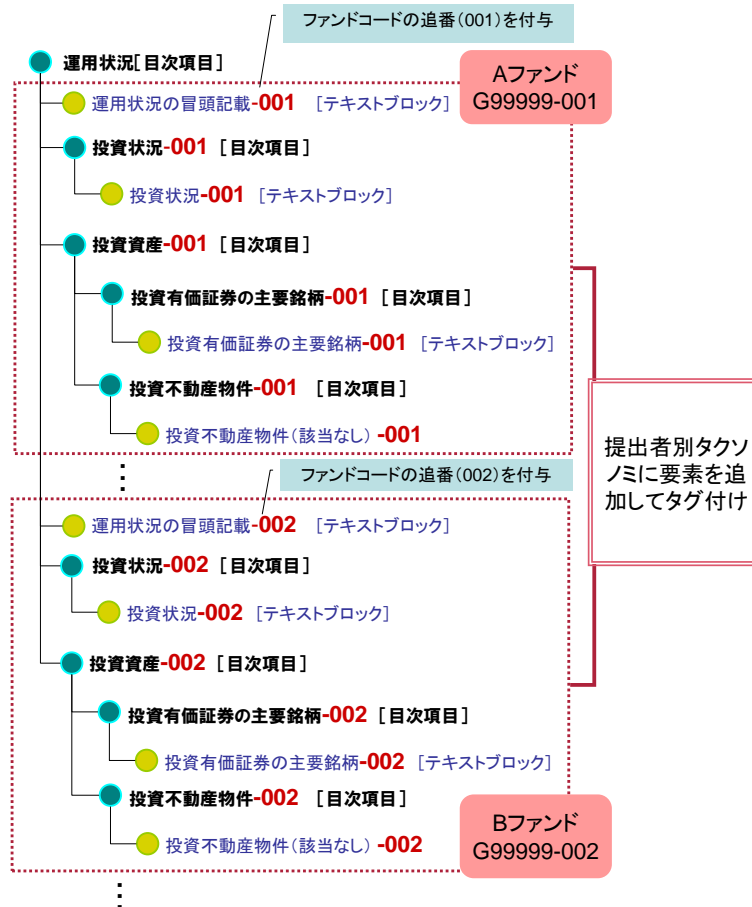 ファンドコードの追番(001)を付与
運用状況[目次項目]
Aファンド
G99999-001
運用状況の冒頭記載-001 [テキストブロック]
投資状況-001 [目次項目]
投資状況-001 [テキストブロック]
投資資産-001 [目次項目]
投資有価証券の主要銘柄-001 [目次項目]
投資有価証券の主要銘柄-001 [テキストブロック]
投資不動産物件-001 [目次項目]
投資不動産物件(該当なし) -001
提出者別タクソ
ノミに要素を追
加してタグ付け
ファンドコードの追番(002)を付与
運用状況の冒頭記載-002 [テキストブロック]
投資状況-002 [目次項目]
投資状況-002 [テキストブロック]
投資資産-002 [目次項目]
投資有価証券の主要銘柄-002 [目次項目]
投資有価証券の主要銘柄-002 [テキストブロック]
投資不動産物件-002 [目次項目]
投資不動産物件(該当なし) -002
Bファンド
G99999-002